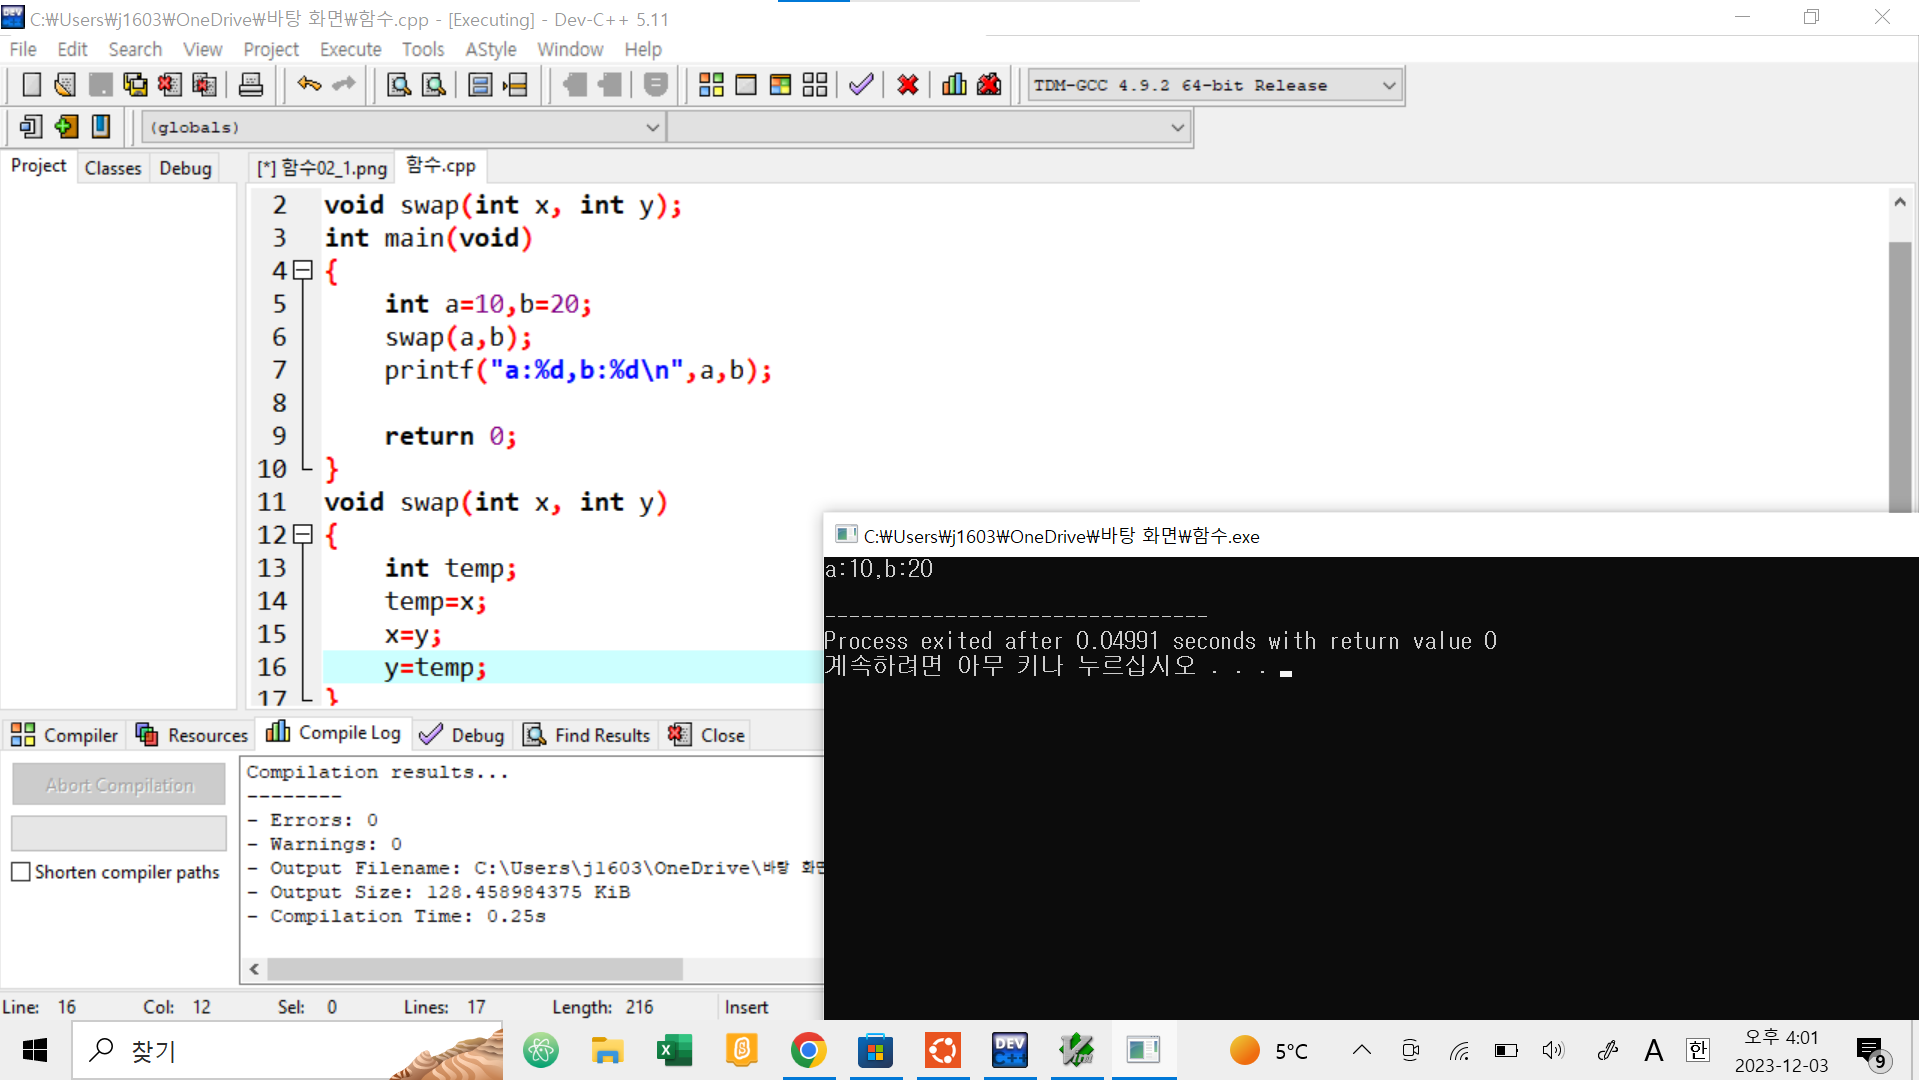 C:₩Users₩j1603₩OneDrive₩바탕 화면₩함수.cpp - [Executing] - Dev-C++ 5.11
File Edit Search View Project Execute Tools AStyle Window Help
TDM-GCC 4.9.2 64-bit Release
(globals)
Project Classes Debug
[*] 함수02_1.png 함수.cpp
2 void swap(int x, int y);
3 int main(void)
4 {
5 int a=10,b=20;
6 swap(a,b);
7 printf("a:%d,b:%d\n",a,b);
8
9 return 0;
10 }
11 void swap(int x, int y)
12 {
13 int temp;
14 temp=x;
15 x=y;
16 y=temp;
17 }
C:₩Users₩j1603₩OneDrive₩바탕 화면₩함수.exe
a:10,b:20
--------------------------------
Process exited after 0.04991 seconds with return value 0
계속하려면 아무 키나 누르십시오 . . .
Compiler Resources Compile Log Debug Find Results Close
Abort Compilation
Shorten compiler paths
Compilation results...
--------
- Errors: 0
- Warnings: 0
- Output Filename: C:\Users\j1603\OneDrive\바탕 화면
- Output Size: 128.458984375 KiB
- Compilation Time: 0.25s
Line: 16 Col: 12 Sel: 0 Lines: 17 Length: 216 Insert
찾기
DEV C++
5°C
A 한
오후 4:01
2023-12-03
9